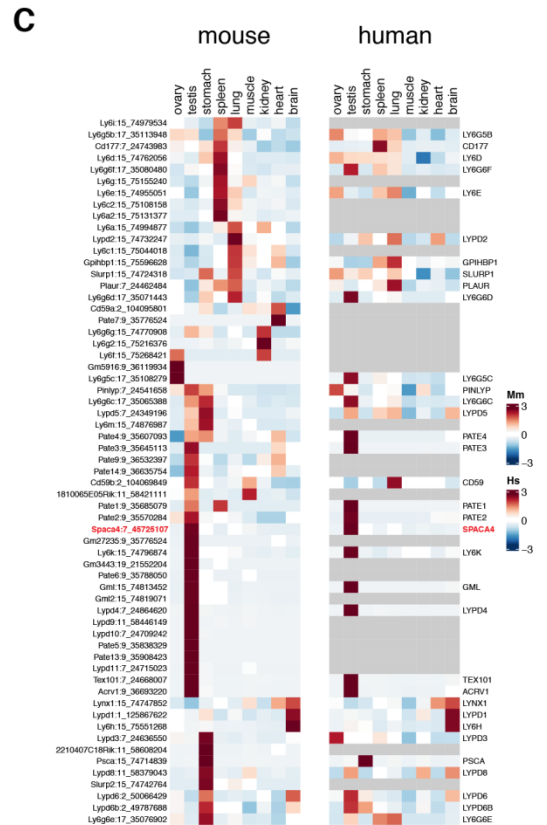 C
mouse human
ovary testis stomach spleen lung muscle kidney heart brain ovary testis stomach spleen lung muscle kidney heart brain
Ly6i:15_74979534
Ly6g5b:17_35113948 LY6G5B
Cd177:7_24743983 CD177
Ly6d:15_74762056 LY6D
Ly6g6f:17_35080480 LY6G6F
Ly6g:15_75155240
Ly6e:15_74955051 LY6E
Ly6c2:15_75108158
Ly6a2:15_75131377
Ly6a:15_74994877
Lypd2:15_74732247 LYPD2
Ly6c1:15_75044018
Gpihbp1:15_75596628 GPIHBP1
Slurp1:15_74724318 SLURP1
Plaur:7_24462484 PLAUR
Ly6g6d:17_35071443 LY6G6D
Cd59a:2_104095801
Pate7:9_35776524
Ly6g6g:15_74770908
Ly6g2:15_75216376
Ly6f:15_75268421
Gm5916:9_36119934
Ly6g5c:17_35108279 LY6G5C
Pinlyp:7_24541658 PINLYP
Ly6g6c:17_35065388 LY6G6C
Lypd5:7_24349196 LYPD5
Ly6m:15_74876987
Pate4:9_35607093 PATE4
Pate3:9_35645113 PATE3
Pate9:9_36532397
Pate14:9_36635754
Cd59b:2_104069849 CD59
1810065E05Rik:11_58421111
Pate1:9_35685079 PATE1
Pate2:9_35570284 PATE2
Spaca4:7_45725107 SPACA4
Gm27235:9_35776524
Ly6k:15_74796874 LY6K
Gm3443:19_21552204
Pate6:9_35788050
Gml:15_74813452 GML
Gml2:15_74819071
Lypd4:7_24864620 LYPD4
Lypd9:11_58446149
Lypd10:7_24709242
Pate5:9_35838329
Pate13:9_35908423
Lypd11:7_24715023
Tex101:7_24668007 TEX101
Acrv1:9_36693220 ACRV1
Lynx1:15_74747852 LYNX1
Lypd1:1_125867622 LYPD1
Ly6h:15_75551268 LY6H
Lypd3:7_24636550 LYPD3
2210407C18Rik:11_58608204
Psca:15_74714839 PSCA
Lypd8:11_58379043 LYPD8
Slurp2:15_74742764
Lypd6:2_50066429 LYPD6
Lypd6b:2_49787688 LYPD6B
Ly6g6e:17_35076902 LY6G6E
Mm
3
0
−3
Hs
3
0
−3